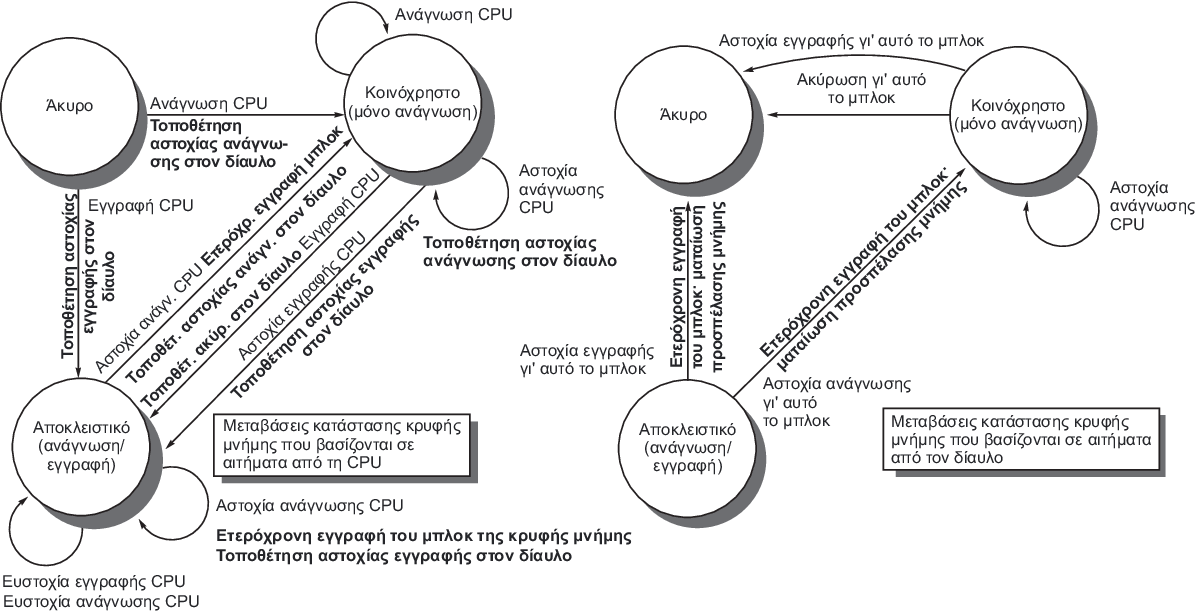 Ανάγνωση CPU
Άκυρο
Ανάγνωση CPU
Τοποθέτηση
αστοχίας ανάγνω-
σης στον δίαυλο
Κοινόχρηστο
(μόνο ανάγνωση)
Αστοχία
ανάγνωσης
CPU
Τοποθέτηση αστοχίας
ανάγνωσης στον δίαυλο
Εγγραφή CPU
Τοποθέτηση αστοχίας
εγγραφής στον
δίαυλο
Αστοχία ανάγν. CPU Ετερόχρ. εγγραφή μπλοκ
Τοποθέτ. αστοχίας ανάγν. στον δίαυλο
Τοποθέτ. ακύρ. στον δίαυλο Εγγραφή CPU
Αστοχία εγγραφής CPU
Τοποθέτηση αστοχίας εγγραφής
στον δίαυλο
Αποκλειστικό
(ανάγνωση/
εγγραφή)
Μεταβάσεις κατάστασης κρυφής
μνήμης που βασίζονται σε
αιτήματα από τη CPU
Αστοχία ανάγνωσης CPU
Ετερόχρονη εγγραφή του μπλοκ της κρυφής μνήμης
Τοποθέτηση αστοχίας εγγραφής στον δίαυλο
Ευστοχία εγγραφής CPU
Ευστοχία ανάγνωσης CPU
Αστοχία εγγραφής γι' αυτό το μπλοκ
Ακύρωση γι' αυτό
το μπλοκ
Άκυρο
Κοινόχρηστο
(μόνο ανάγνωση)
Αστοχία
ανάγνωσης
CPU
Ετερόχρονη εγγραφή
του μπλοκ· ματαίωση
προσπέλασης μνήμης
Ετερόχρονη εγγραφή του μπλοκ·
ματαίωση προσπέλασης μνήμης
Αστοχία εγγραφής
γι' αυτό το μπλοκ
Αστοχία ανάγνωσης
γι' αυτό
το μπλοκ
Αποκλειστικό
(ανάγνωση/
εγγραφή)
Μεταβάσεις κατάστασης κρυφής
μνήμης που βασίζονται σε αιτήματα
από τον δίαυλο